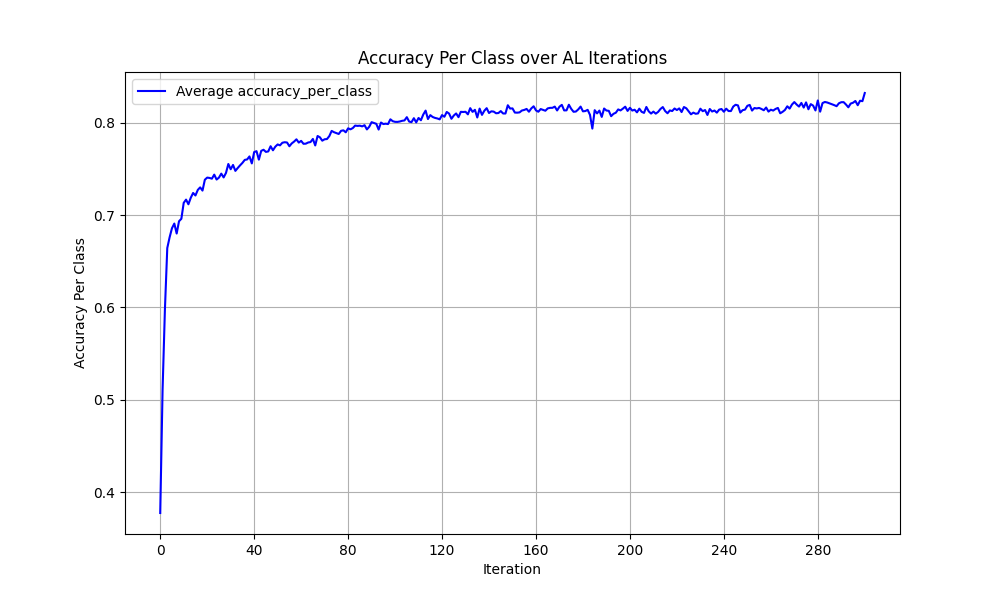 Accuracy Per Class over AL Iterations
Average accuracy_per_class
Accuracy Per Class
0.8
0.7
0.6
0.5
0.4
0 40 80 120 160 200 240 280
Iteration